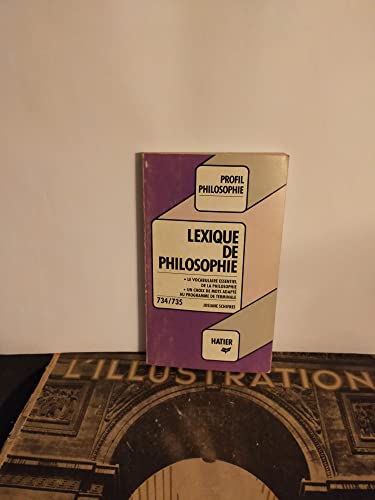 PROFIL
PHILOSOPHIE
LEXIQUE
DE
PHILOSOPHIE
• LE VOCABULAIRE ESSENTIEL
DE LA PHILOSOPHIE
• UN CHOIX DE MOTS ADAPTÉ
AU PROGRAMME DE TERMINALE
734/735
HATIER
L'ILLUSTRATION